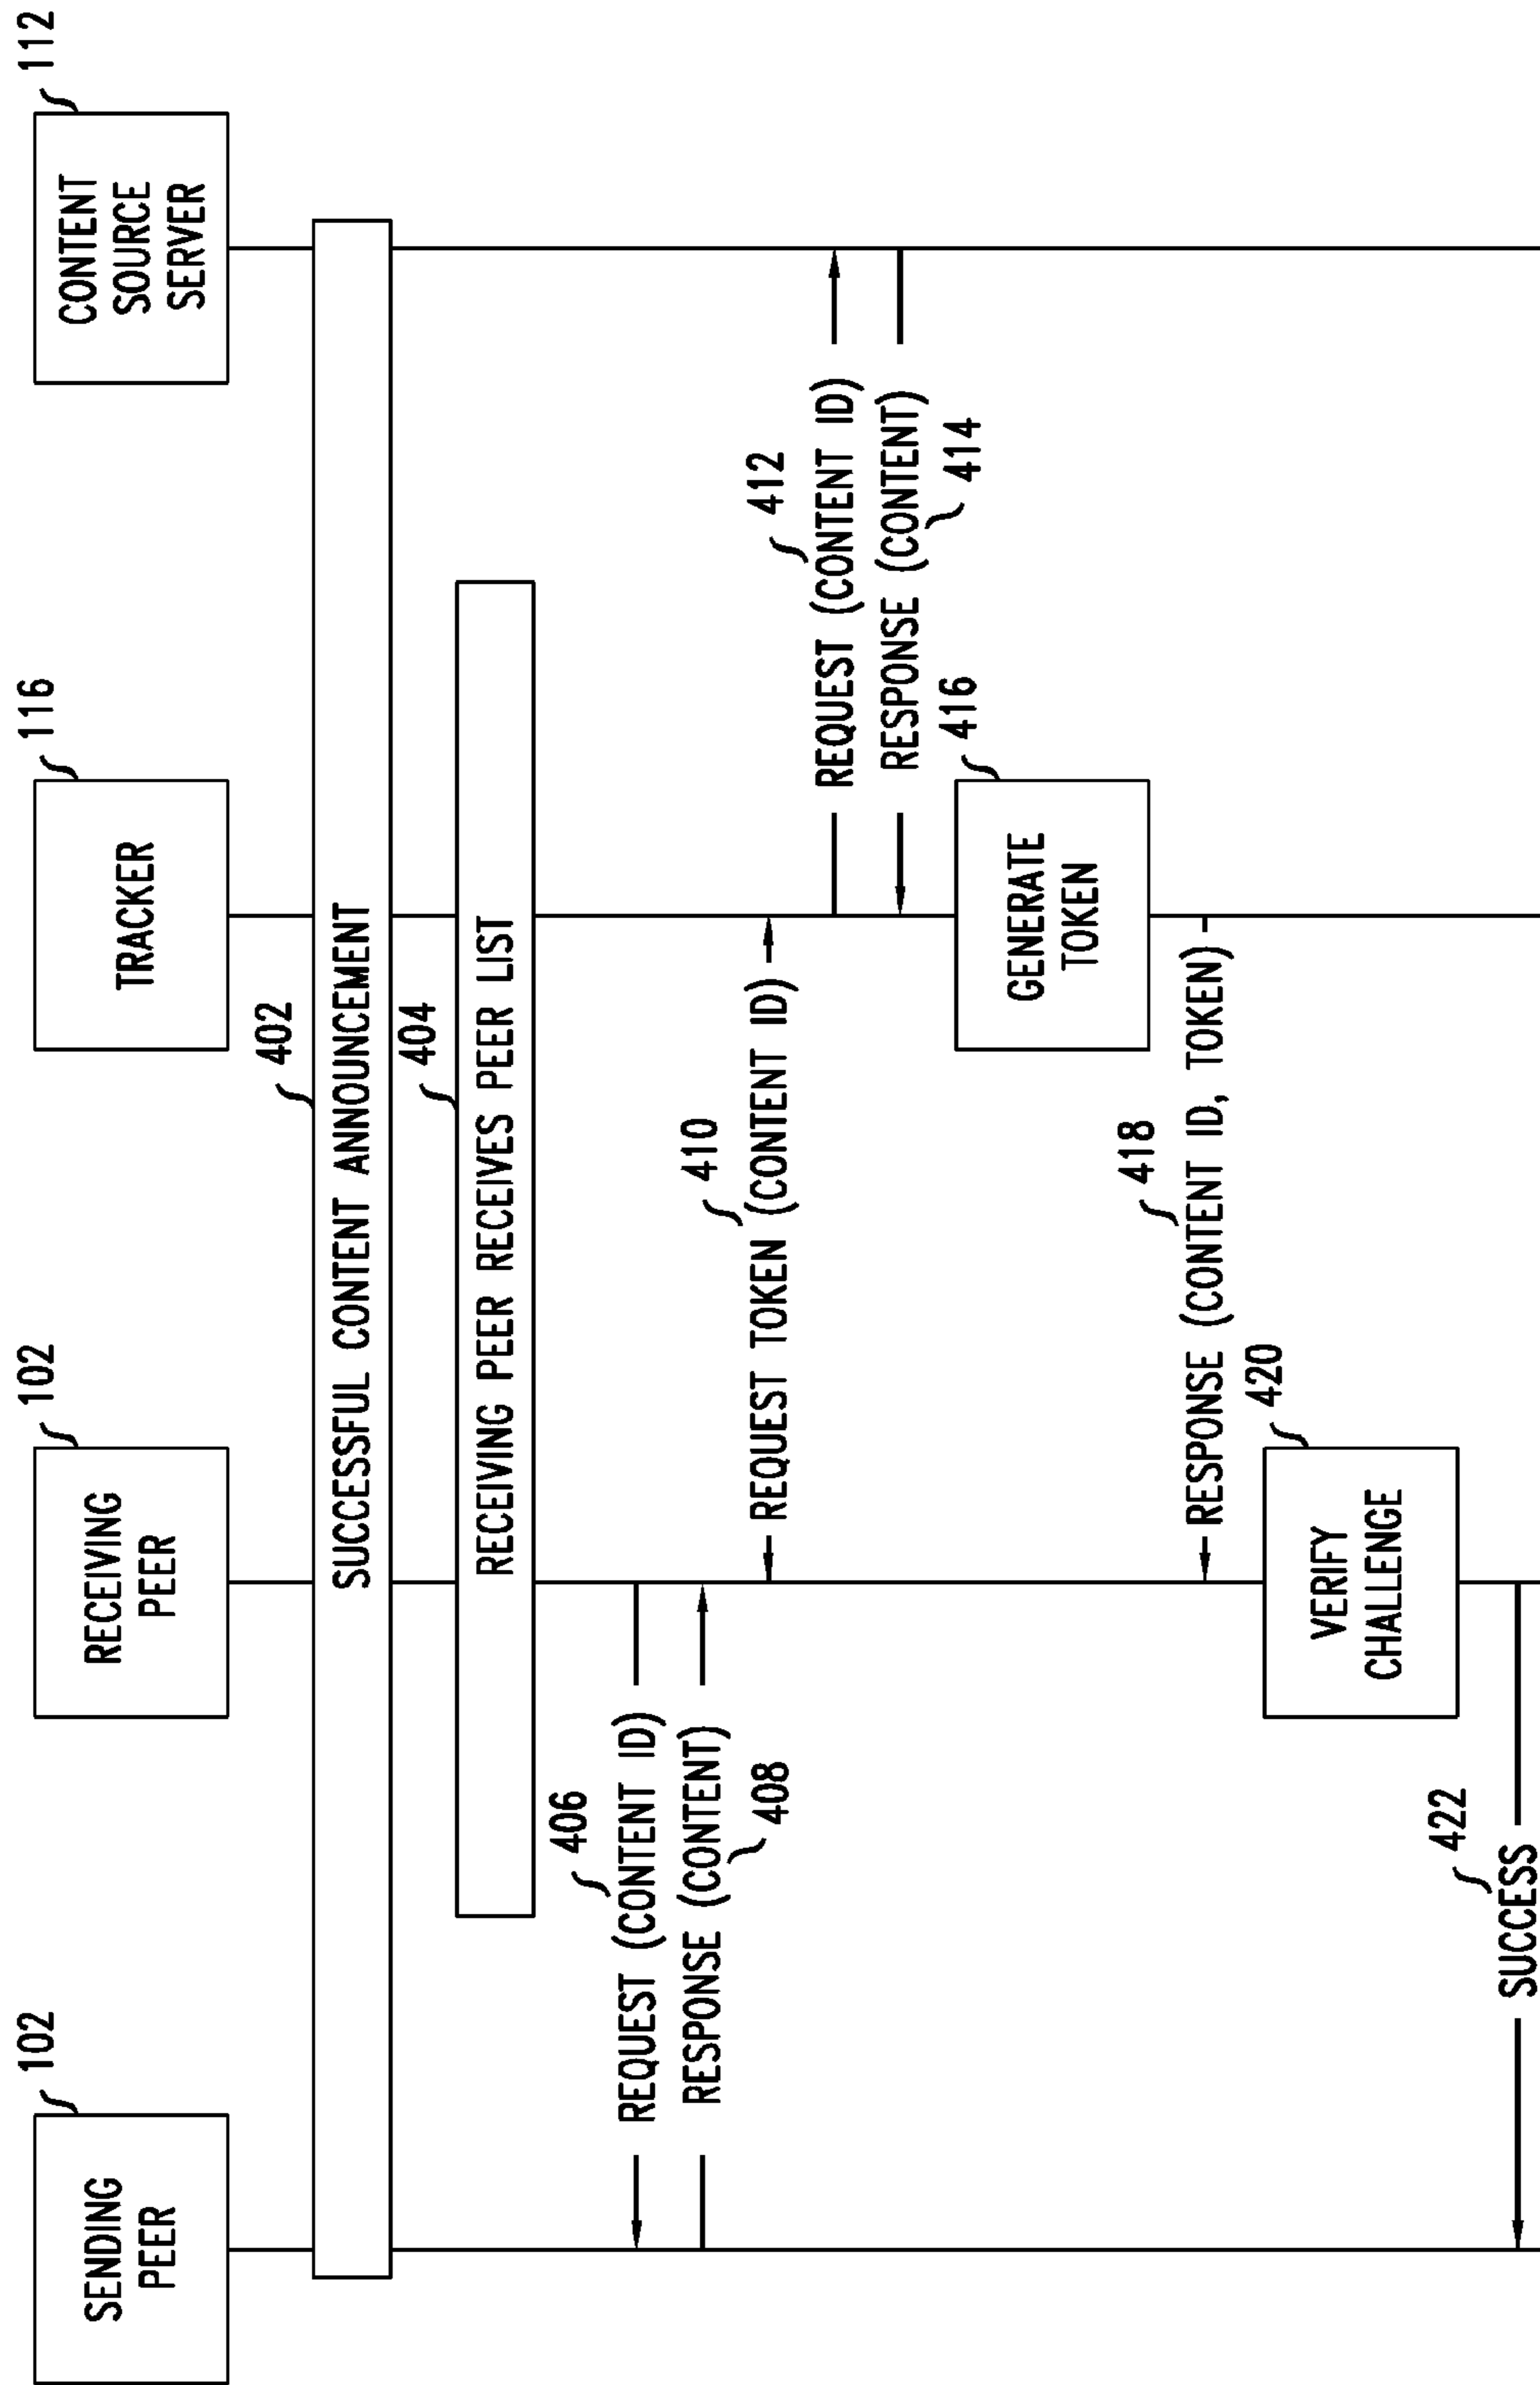 102
SENDING
PEER
102
RECEIVING
PEER
116
TRACKER
112
CONTENT
SOURCE
SERVER
402
SUCCESSFUL CONTENT ANNOUNCEMENT
404
RECEIVING PEER RECEIVES PEER LIST
406
REQUEST (CONTENT ID)
RESPONSE (CONTENT)
408
410
REQUEST TOKEN (CONTENT ID)
412
REQUEST (CONTENT ID)
RESPONSE (CONTENT)
414
416
GENERATE
TOKEN
418
RESPONSE (CONTENT ID, TOKEN)
420
VERIFY
CHALLENGE
422
SUCCESS